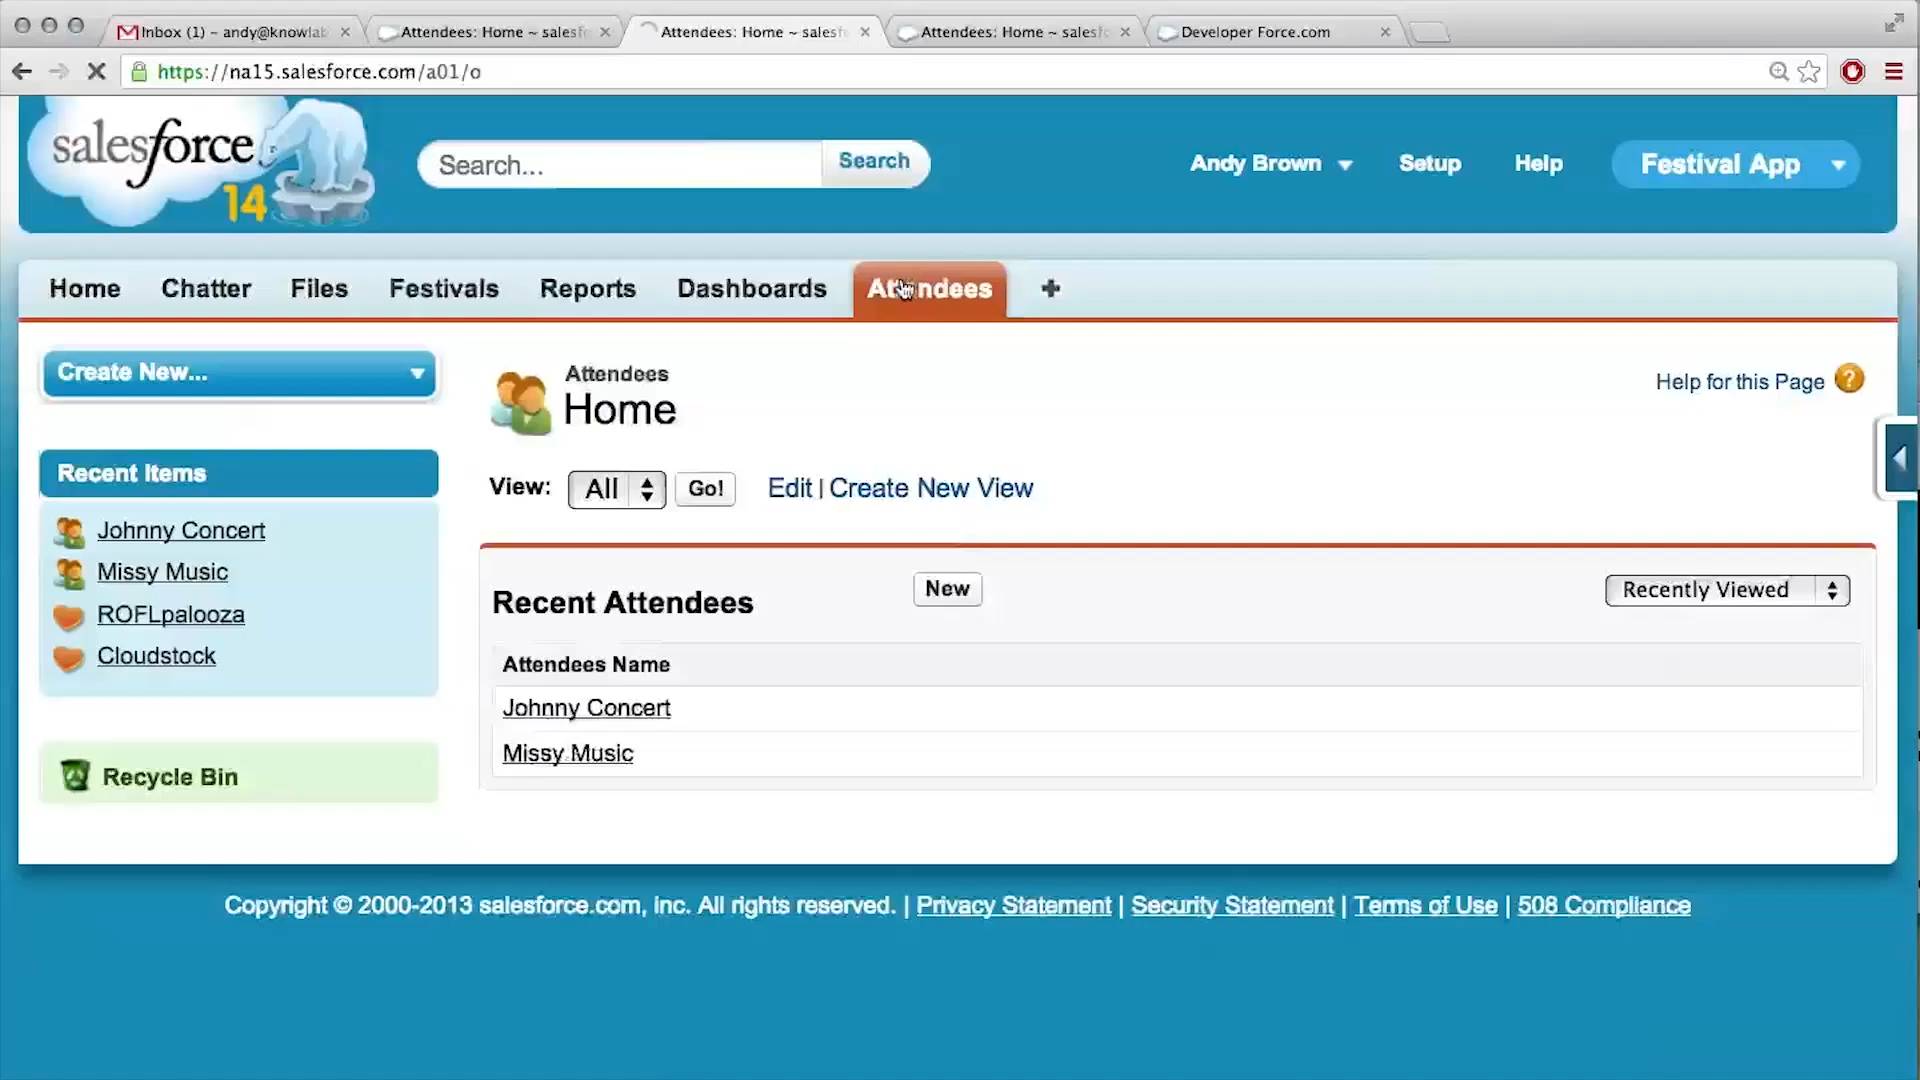 Inbox (1) – andy@knowlab
Attendees: Home ~ salesf
Attendees: Home ~ salesf
Attendees: Home ~ salesf
Developer Force.com
https://na15.salesforce.com/a01/o
salesforce
14
Search...
Search
Andy Brown
Setup
Help
Festival App
Home
Chatter
Files
Festivals
Reports
Dashboards
Attendees
+
Create New...
Attendees
Home
Help for this Page ?
View: All Go! Edit | Create New View
Recent Items
Johnny Concert
Missy Music
ROFLpalooza
Cloudstock
Recycle Bin
Recent Attendees
New
Recently Viewed
Attendees Name
Johnny Concert
Missy Music
Copyright © 2000-2013 salesforce.com, inc. All rights reserved. | Privacy Statement | Security Statement | Terms of Use | 508 Compliance